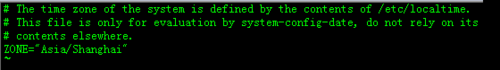 # The time zone of the system is defined by the contents of /etc/localtime.
# This file is only for evaluation by system-config-date, do not rely on its
# contents elsewhere.
ZONE="Asia/Shanghai"
~